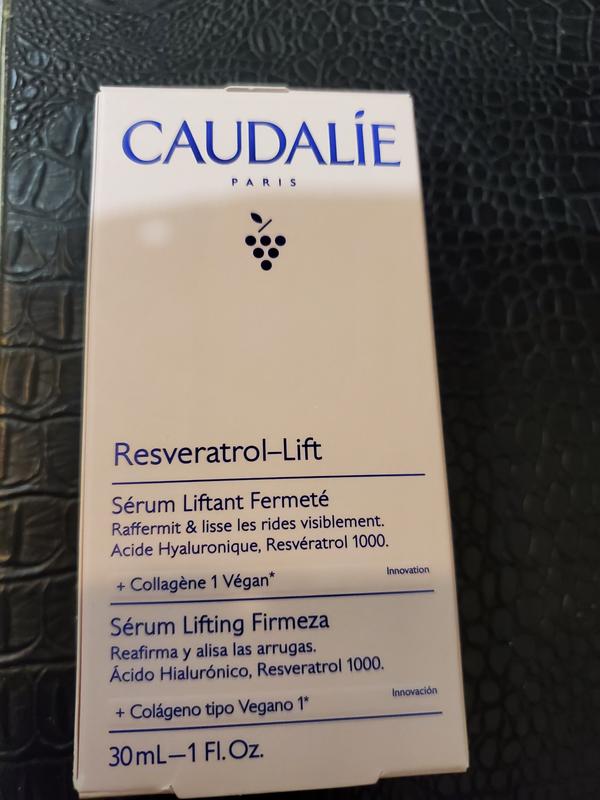 CAUDALÍE
PARIS
Resveratrol–Lift
Sérum Liftant Fermeté
Raffermit & lisse les rides visiblement.
Acide Hyaluronique, Resvératrol 1000.
Innovation
+ Collagène 1 Végan*
Sérum Lifting Firmeza
Reafirma y alisa las arrugas.
Ácido Hialurónico, Resveratrol 1000.
Innovación
+ Colágeno tipo Vegano 1*
30 mL—1 Fl. Oz.